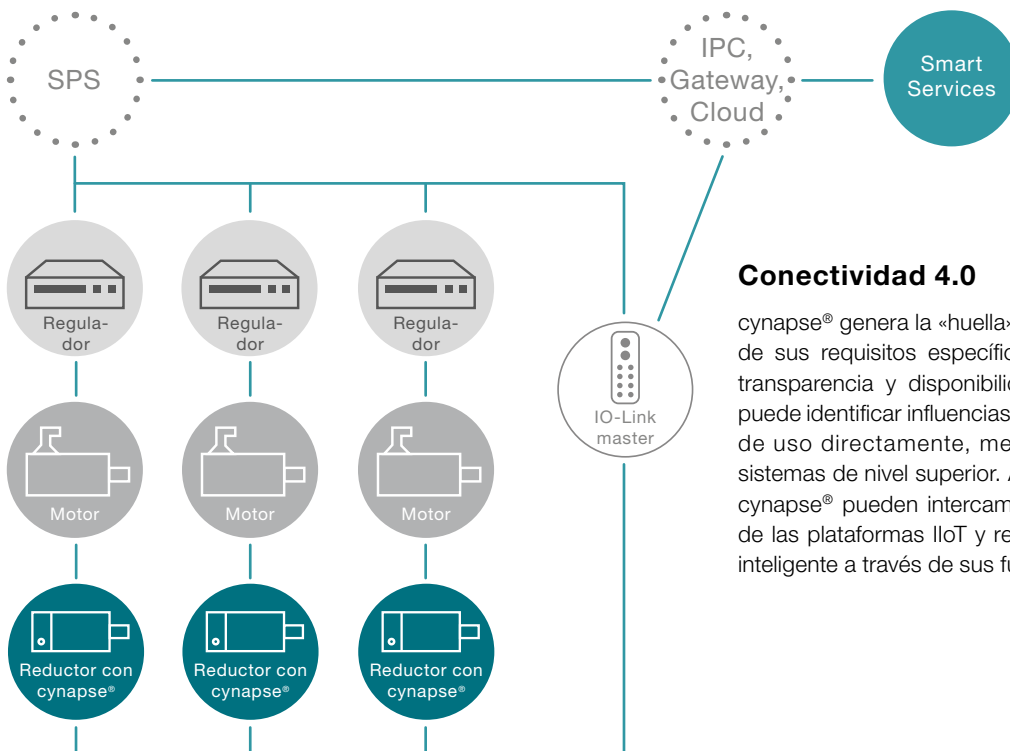 SPS
IPC,
Gateway,
Cloud
Smart
Services
Regula-
dor
Regula-
dor
Regula-
dor
IO-Link
master
Motor
Motor
Motor
Reductor con
cynapse®
Reductor con
cynapse®
Reductor con
cynapse®
Conectividad 4.0
cynapse® genera la «huella»
de sus requisitos específic
transparencia y disponibili
puede identificar influencias
de uso directamente, me
sistemas de nivel superior.
cynapse® pueden intercam
de las plataformas IIoT y re
inteligente a través de sus fu